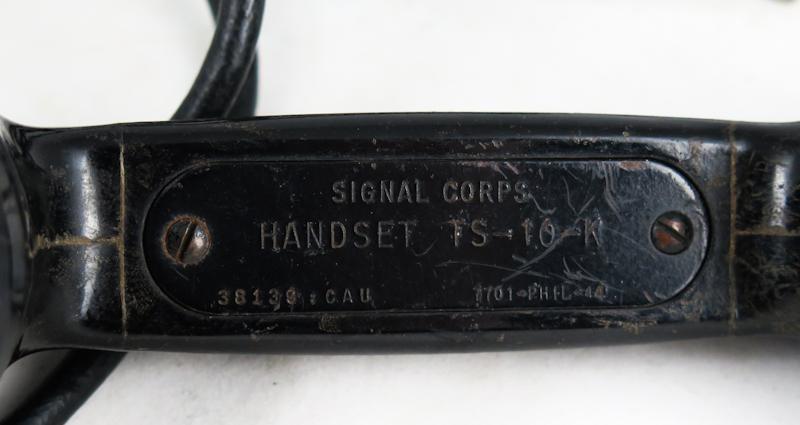 SIGNAL CORPS
HANDSET TS-10-K
38139:CAU 1701-PHIL-44